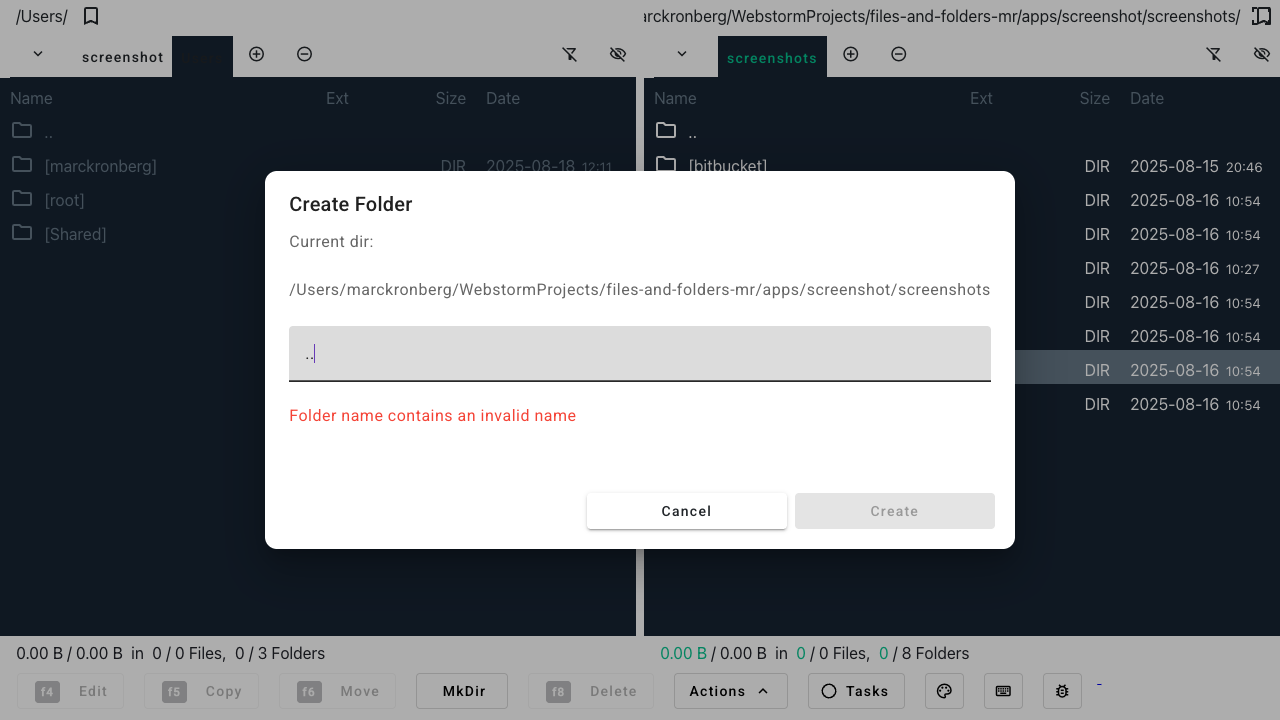 /Users/
arckronberg/WebstormProjects/files-and-folders-mr/apps/screenshot/screenshots/
screenshot
screenshots
Name Ext Size Date
Name Ext Size Date
..
..
[marckronberg] DIR 2025-08-18 12:11
[bitbucket] DIR 2025-08-15 20:46
[root]
DIR 2025-08-16 10:54
[Shared]
DIR 2025-08-16 10:54
DIR 2025-08-16 10:27
DIR 2025-08-16 10:54
DIR 2025-08-16 10:54
DIR 2025-08-16 10:54
DIR 2025-08-16 10:54
Create Folder
Current dir:
/Users/marckronberg/WebstormProjects/files-and-folders-mr/apps/screenshot/screenshots
..
Folder name contains an invalid name
Cancel Create
0.00 B / 0.00 B in 0 / 0 Files, 0 / 3 Folders
0.00 B / 0.00 B in 0 / 0 Files, 0 / 8 Folders
f4 Edit f5 Copy f6 Move MkDir f8 Delete Actions Tasks